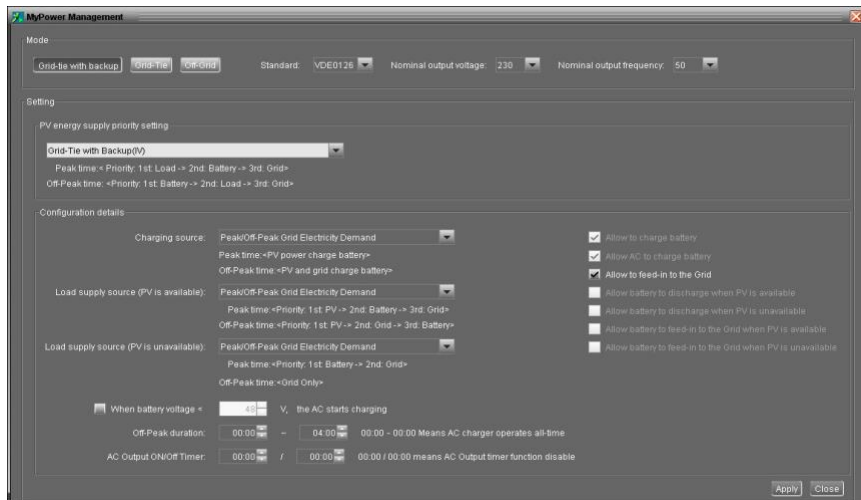 MyPower Management
Mode
Grid-tie with backup Grid-Tie Off-Grid Standard: VDE0126 Nominal output voltage: 230 Nominal output frequency: 50
Setting
PV energy supply priority setting
Grid-Tie with Backup(IV)
Peak time:< Priority: 1st: Load -> 2nd: Battery -> 3rd: Grid>
Off-Peak time: <Priority: 1st: Battery -> 2nd: Load -> 3rd: Grid>
Configuration details
Charging source: Peak/Off-Peak Grid Electricity Demand
Peak time:<PV power charge battery>
Off-Peak time:<PV and grid charge battery>
Load supply source (PV is available): Peak/Off-Peak Grid Electricity Demand
Peak time:<Priority: 1st: PV -> 2nd: Battery -> 3rd: Grid>
Off-Peak time:<Priority: 1st: PV -> 2nd: Grid -> 3rd: Battery>
Load supply source (PV is unavailable): Peak/Off-Peak Grid Electricity Demand
Peak time:<Priority: 1st: Battery -> 2nd: Grid>
Off-Peak time:<Grid Only>
When battery voltage < 48 V, the AC starts charging
Off-Peak duration: 00:00 ~ 04:00 00:00 - 00:00 Means AC charger operates all-time
AC Output ON/Off Timer: 00:00 / 00:00 00:00 / 00:00 means AC Output timer function disable
Allow to charge battery
Allow AC to charge battery
Allow to feed-in to the Grid
Allow battery to discharge when PV is available
Allow battery to discharge when PV is unavailable
Allow battery to feed-in to the Grid when PV is available
Allow battery to feed-in to the Grid when PV is unavailable
Apply Close